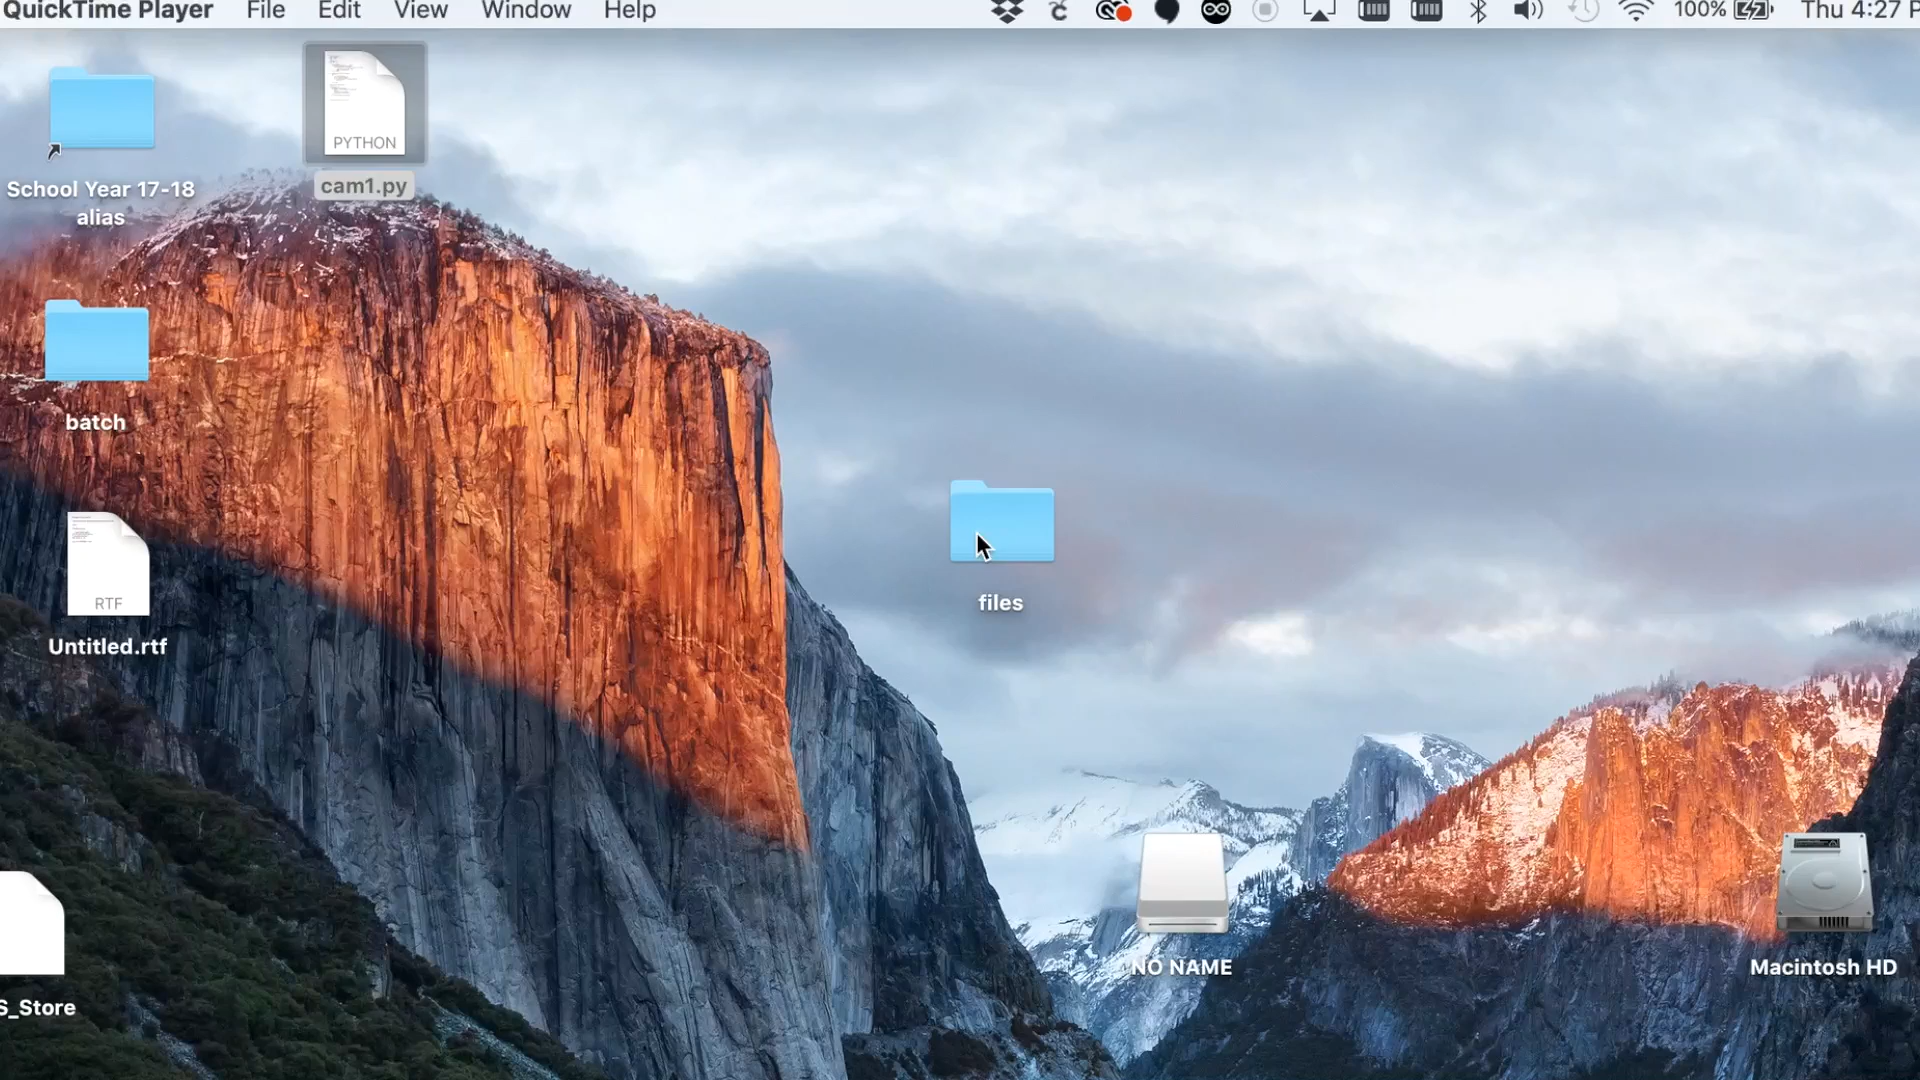 QuickTime Player File Edit View Window Help 100% Thu 4:27 P
PYTHON
cam1.py
School Year 17-18
alias
batch
files
RTF
Untitled.rtf
NO NAME
Macintosh HD
S_Store